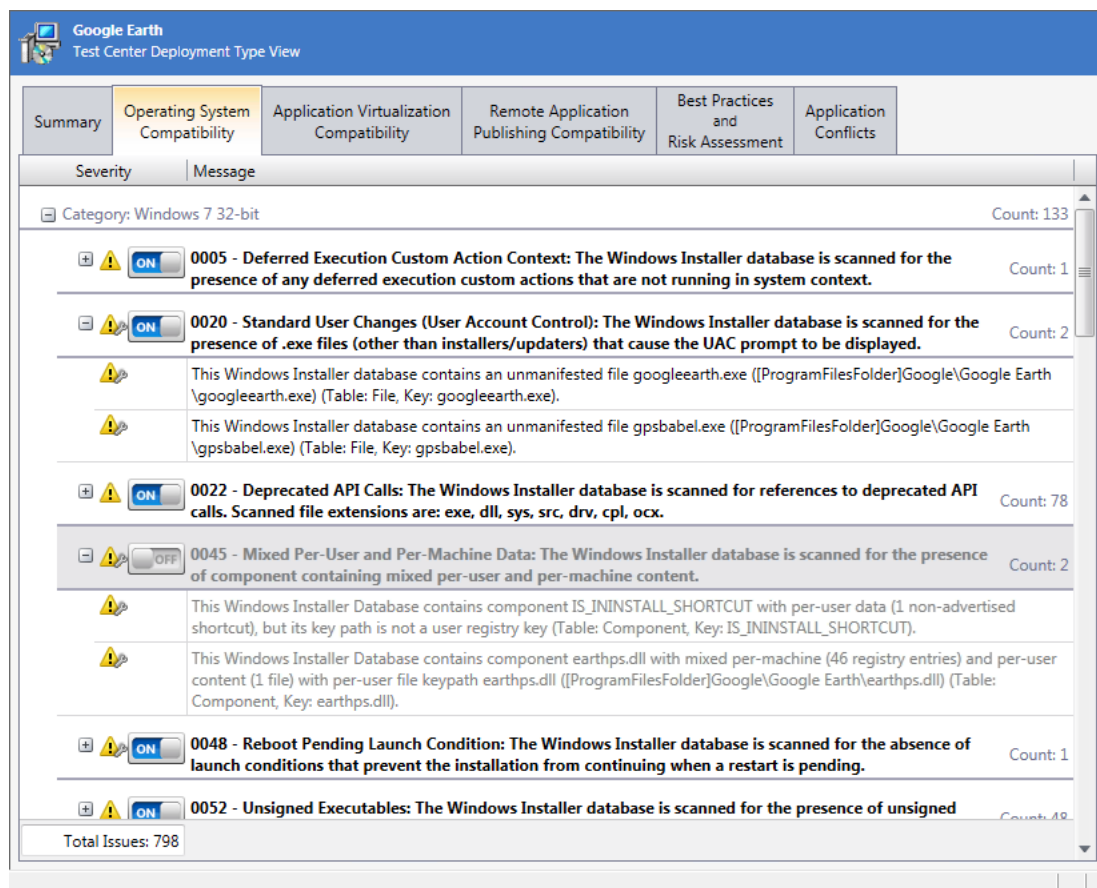 Google Earth
Test Center Deployment Type View
Summary
Operating System
Compatibility
Application Virtualization
Compatibility
Remote Application
Publishing Compatibility
Best Practices
and
Risk Assessment
Application
Conflicts
Severity Message
Category: Windows 7 32-bit Count: 133
ON 0005 - Deferred Execution Custom Action Context: The Windows Installer database is scanned for the
presence of any deferred execution custom actions that are not running in system context. Count: 1
ON 0020 - Standard User Changes (User Account Control): The Windows Installer database is scanned for the
presence of .exe files (other than installers/updaters) that cause the UAC prompt to be displayed. Count: 2
This Windows Installer database contains an unmanifested file googleearth.exe ([ProgramFilesFolder]Google\Google Earth
\googleearth.exe) (Table: File, Key: googleearth.exe).
This Windows Installer database contains an unmanifested file gpsbabel.exe ([ProgramFilesFolder]Google\Google Earth
\gpsbabel.exe) (Table: File, Key: gpsbabel.exe).
ON 0022 - Deprecated API Calls: The Windows Installer database is scanned for references to deprecated API
calls. Scanned file extensions are: exe, dll, sys, src, drv, cpl, ocx. Count: 78
OFF 0045 - Mixed Per-User and Per-Machine Data: The Windows Installer database is scanned for the presence
of component containing mixed per-user and per-machine content. Count: 2
This Windows Installer Database contains component IS_ININSTALL_SHORTCUT with per-user data (1 non-advertised
shortcut), but its key path is not a user registry key (Table: Component, Key: IS_ININSTALL_SHORTCUT).
This Windows Installer Database contains component earthps.dll with mixed per-machine (46 registry entries) and per-user
content (1 file) with per-user file keypath earthps.dll ([ProgramFilesFolder]Google\Google Earth\earthps.dll) (Table:
Component, Key: earthps.dll).
ON 0048 - Reboot Pending Launch Condition: The Windows Installer database is scanned for the absence of
launch conditions that prevent the installation from continuing when a restart is pending. Count: 1
ON 0052 - Unsigned Executables: The Windows Installer database is scanned for the presence of unsigned
Count: 48
Total Issues: 798